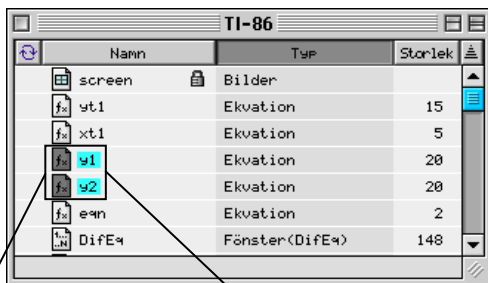 TI-86
Namn Typ Storlek
screen Bilder
yt1 Ekvation 15
xt1 Ekvation 5
y1 Ekvation 20
y2 Ekvation 20
eqn Ekvation 2
DifEq Fönster(DifEq) 148